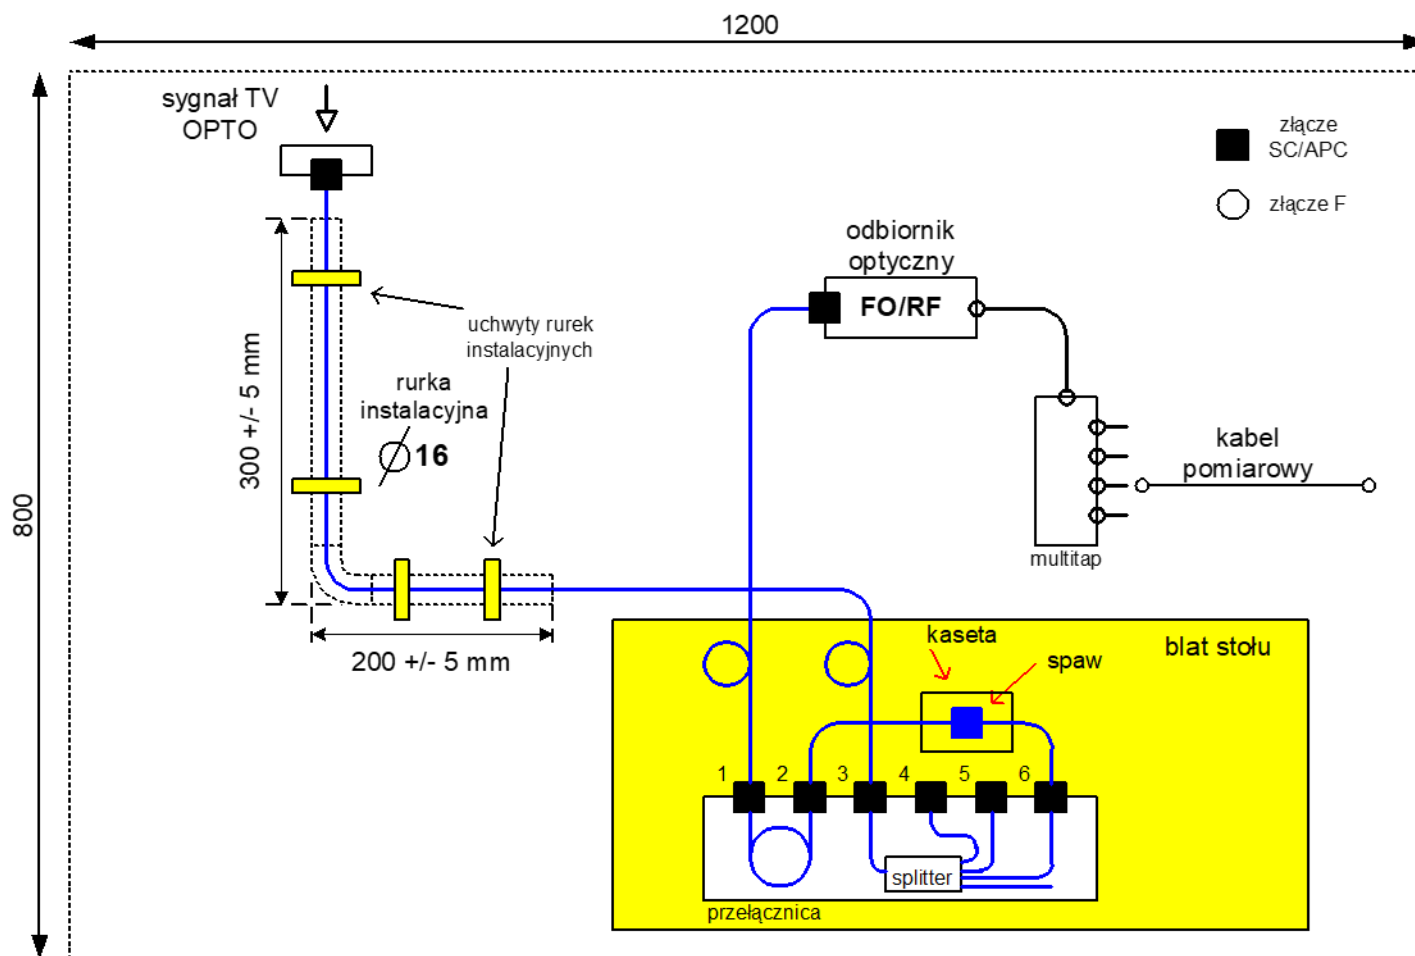 1200
sygnał TV
OPTO
złącze
SC/APC
złącze F
odbiornik
optyczny
FO/RF
uchwyty rurek
instalacyjnych
300 +/- 5 mm
rurka
instalacyjna
16
kabel
pomiarowy
800
multitap
200 +/- 5 mm
kaseta
spaw
blat stołu
1 2 3 4 5 6
splitter
przełącznica